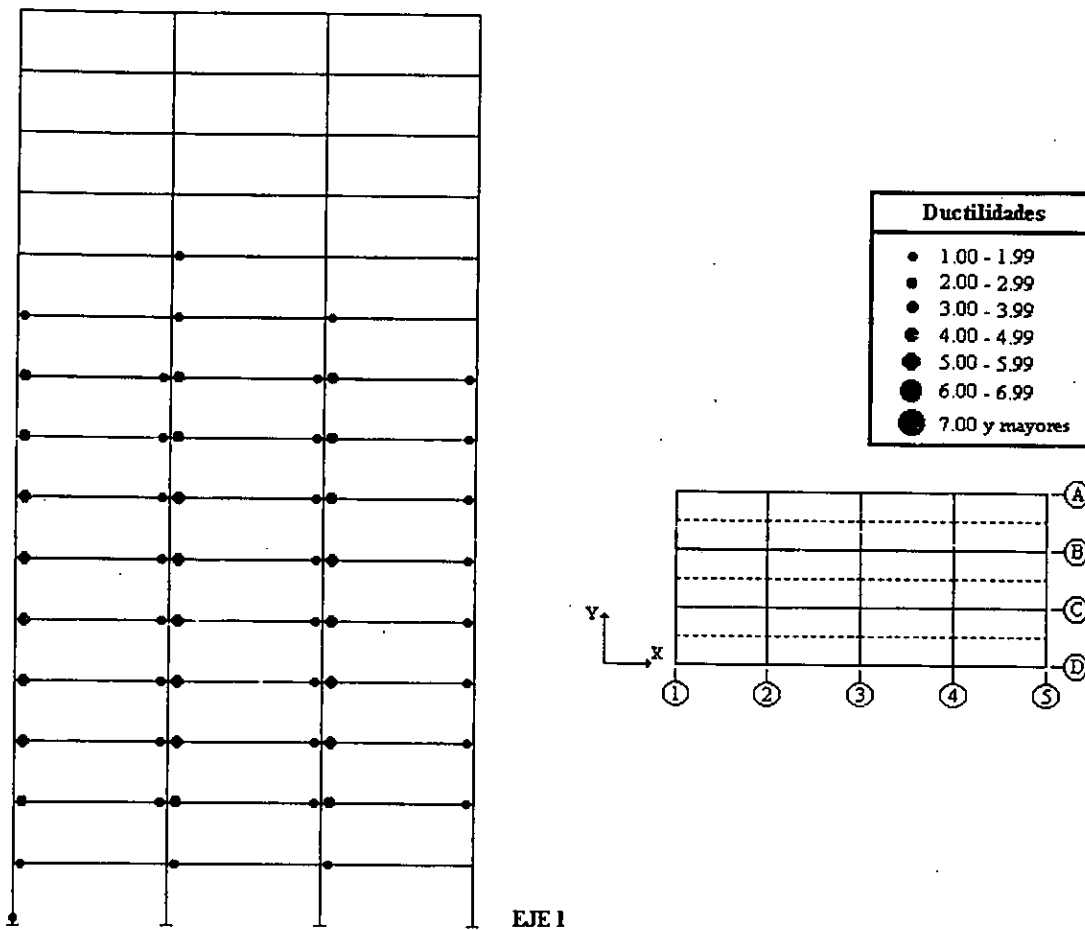 Ductilidades
1.00 - 1.99
2.00 - 2.99
3.00 - 3.99
4.00 - 4.99
5.00 - 5.99
6.00 - 6.99
7.00 y mayores
A
B
C
D
Y
X
1 2 3 4 5
EJE 1